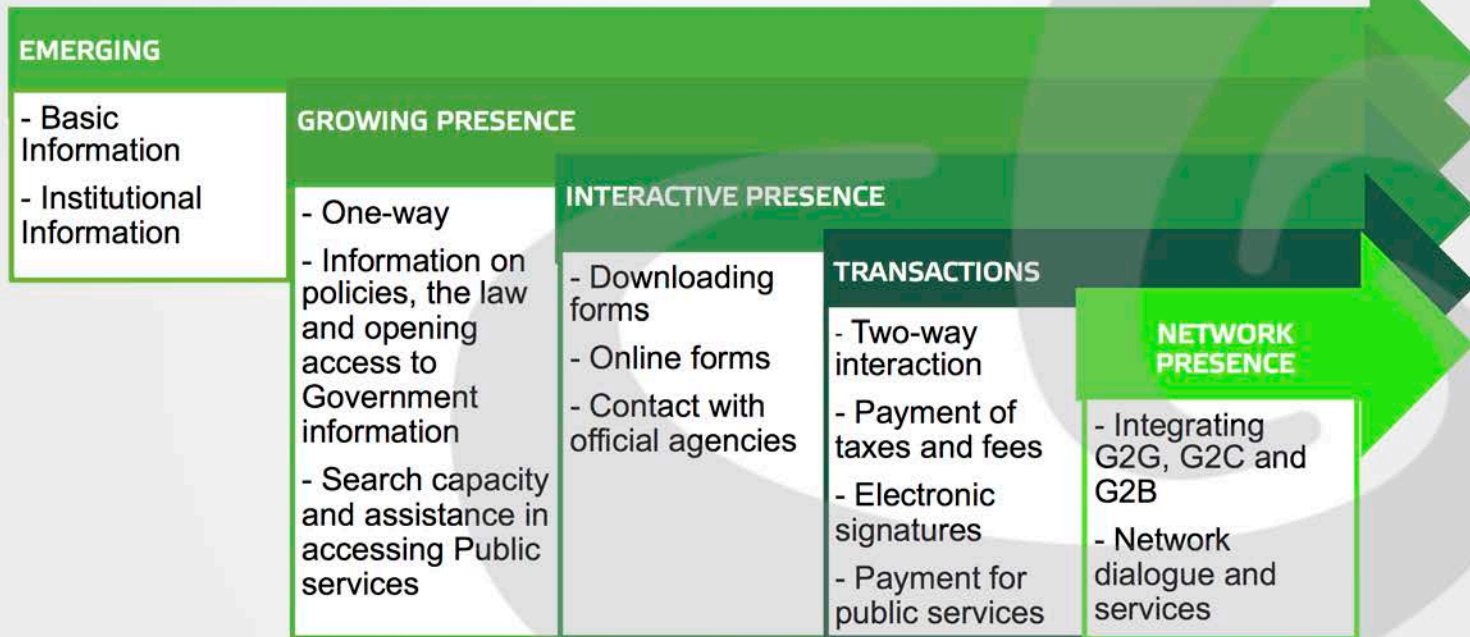 EMERGING
- Basic
Information
- Institutional
Information
GROWING PRESENCE
- One-way
- Information on
policies, the law
and opening
access to
Government
information
- Search capacity
and assistance in
accessing Public
services
INTERACTIVE PRESENCE
- Downloading
forms
- Online forms
- Contact with
official agencies
TRANSACTIONS
- Two-way
interaction
- Payment of
taxes and fees
- Electronic
signatures
- Payment for
public services
NETWORK
PRESENCE
- Integrating
G2G, G2C and
G2B
- Network
dialogue and
services